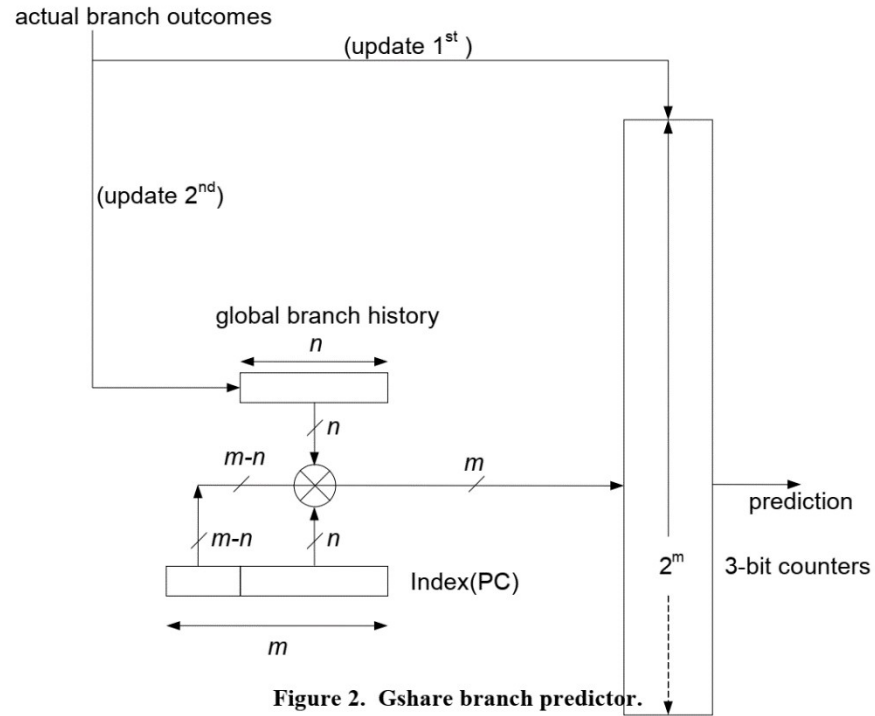 actual branch outcomes
(update 1st )
(update 2nd)
global branch history
n
n
m-n
m
prediction
m-n
n
2m
3-bit counters
Index(PC)
m
Figure 2. Gshare branch predictor.